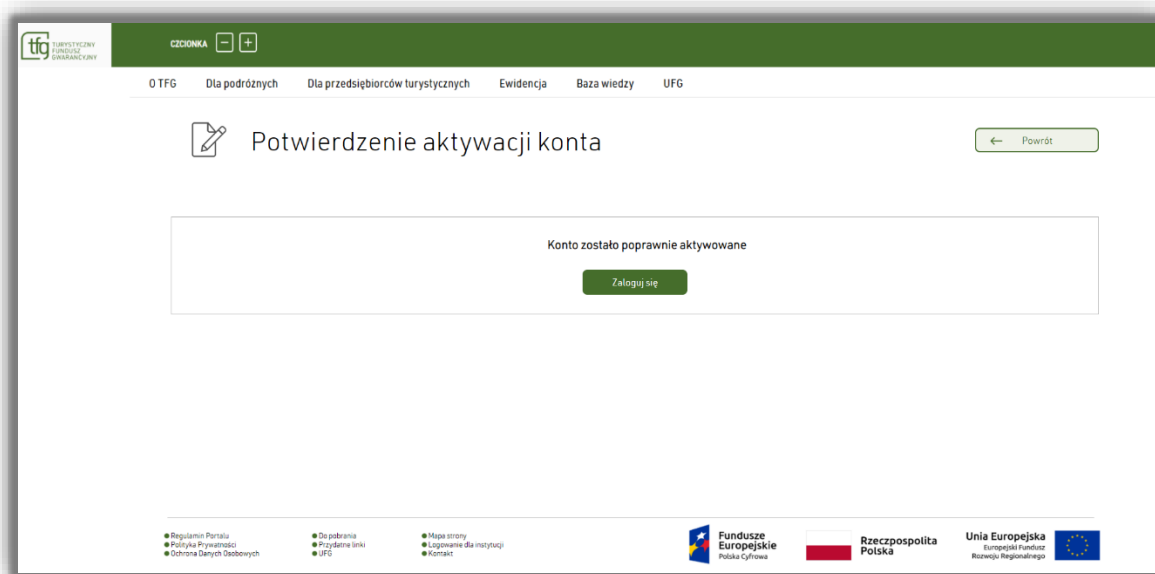 tfg TURYSTYCZNY
FUNDUSZ
GWARANCYJNY
CZCIONKA - +
O TFG Dla podróżnych Dla przedsiębiorców turystycznych Ewidencja Baza wiedzy UFG
Potwierdzenie aktywacji konta
← Powrót
Konto zostało poprawnie aktywowane
Zaloguj się
Regulamin Portalu
Polityka Prywatności
Ochrona Danych Osobowych
Do pobrania
Przydatne linki
UFG
Mapa strony
Logowanie dla instytucji
Kontakt
Fundusze
Europejskie
Polska Cyfrowa
Rzeczpospolita
Polska
Unia Europejska
Europejski Fundusz
Rozwoju Regionalnego